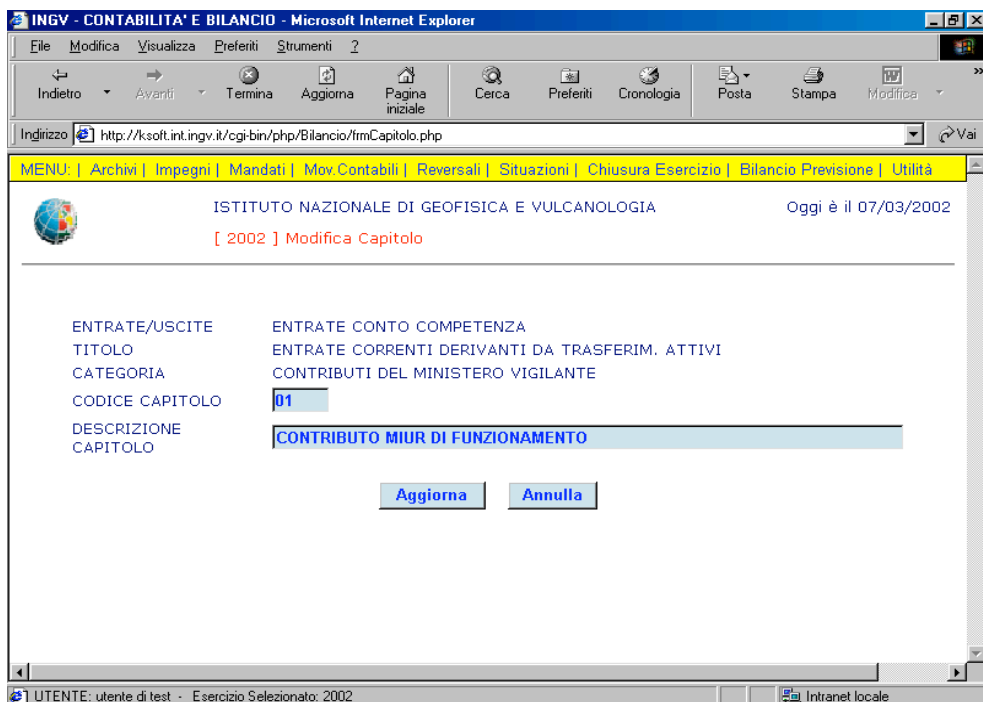 INGV - CONTABILITA' E BILANCIO - Microsoft Internet Explorer
File Modifica Visualizza Preferiti Strumenti ?
Indietro Avanti Termina Aggiorna Pagina iniziale Cerca Preferiti Cronologia Posta Stampa Modifica »
Indirizzo http://ksoft.int.ingv.it/cgi-bin/php/Bilancio/frmCapitolo.php Vai
MENU: | Archivi | Impegni | Mandati | Mov.Contabili | Reversali | Situazioni | Chiusura Esercizio | Bilancio Previsione | Utilità
ISTITUTO NAZIONALE DI GEOFISICA E VULCANOLOGIA Oggi è il 07/03/2002
[ 2002 ] Modifica Capitolo
ENTRATE/USCITE ENTRATE CONTO COMPETENZA
TITOLO ENTRATE CORRENTI DERIVANTI DA TRASFERIM. ATTIVI
CATEGORIA CONTRIBUTI DEL MINISTERO VIGILANTE
CODICE CAPITOLO 01
DESCRIZIONE CAPITOLO CONTRIBUTO MIUR DI FUNZIONAMENTO
Aggiorna Annulla
UTENTE: utente di test - Esercizio Selezionato: 2002 Intranet locale